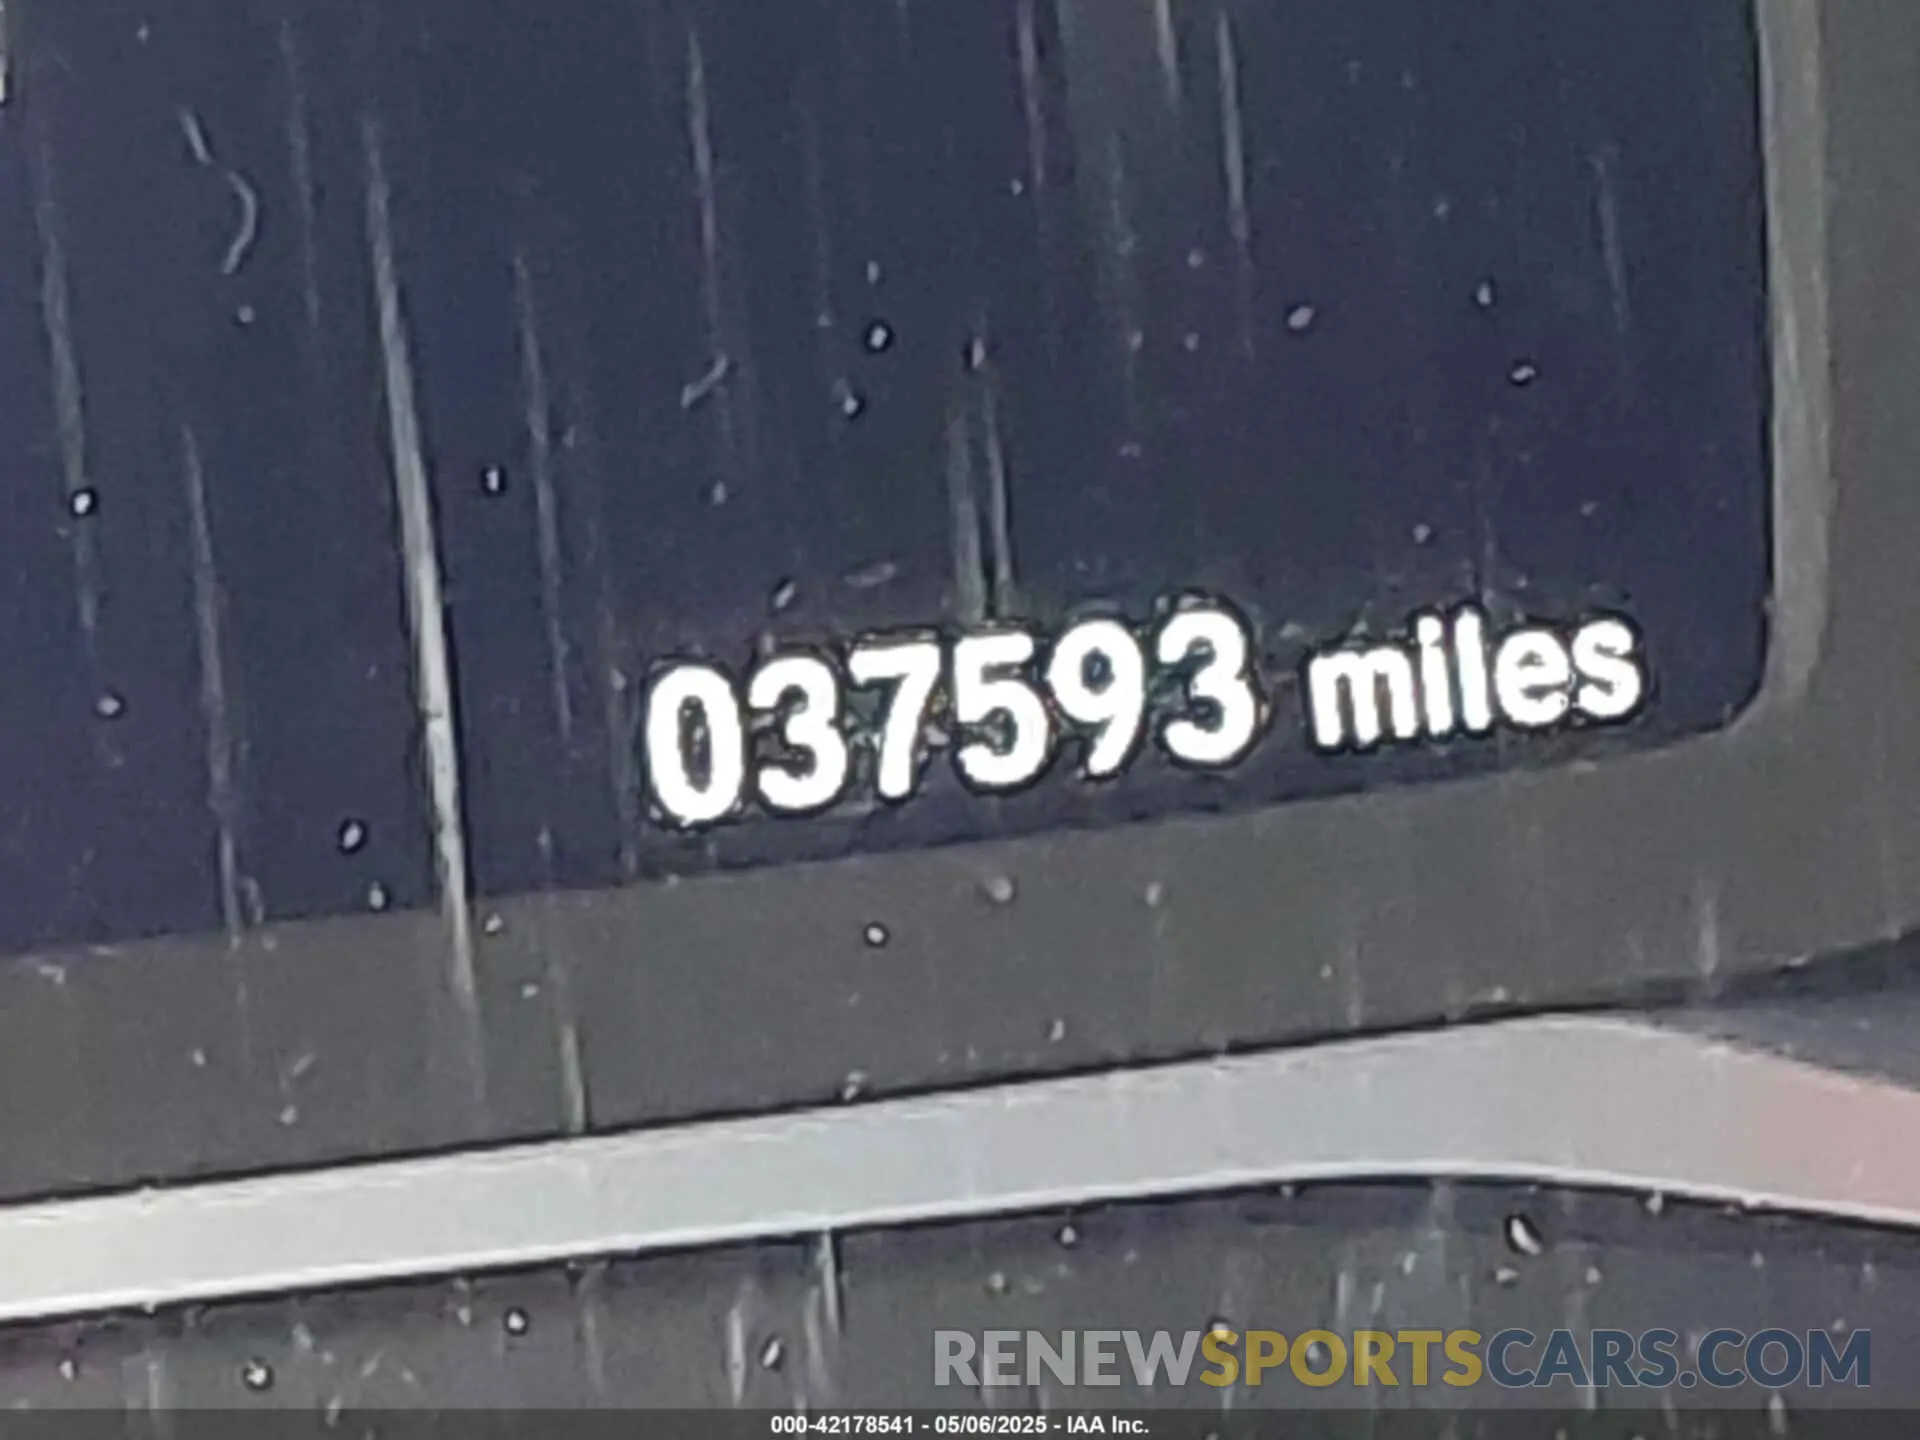 037593 miles
RENEWSPORTSCARS.COM
000-42178541 - 05/06/2025 - IAA Inc.